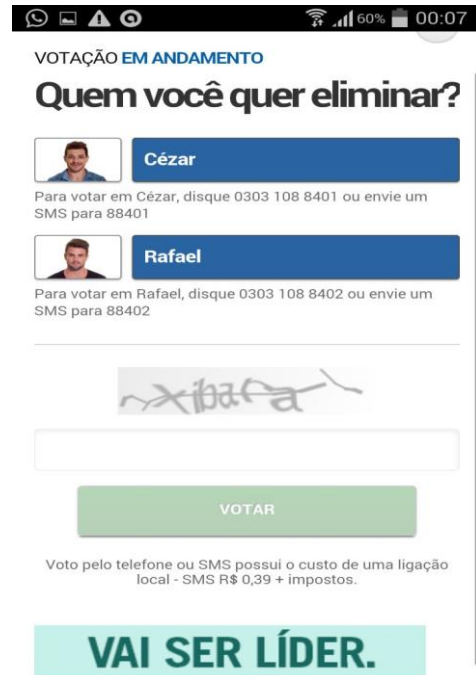 60% 00:07
VOTAÇÃO EM ANDAMENTO
Quem você quer eliminar?
Cézar
Para votar em Cézar, disque 0303 108 8401 ou envie um
SMS para 88401
Rafael
Para votar em Rafael, disque 0303 108 8402 ou envie um
SMS para 88402
xibara
VOTAR
Voto pelo telefone ou SMS possui o custo de uma ligação
local - SMS R$ 0,39 + impostos.
VAI SER LÍDER.